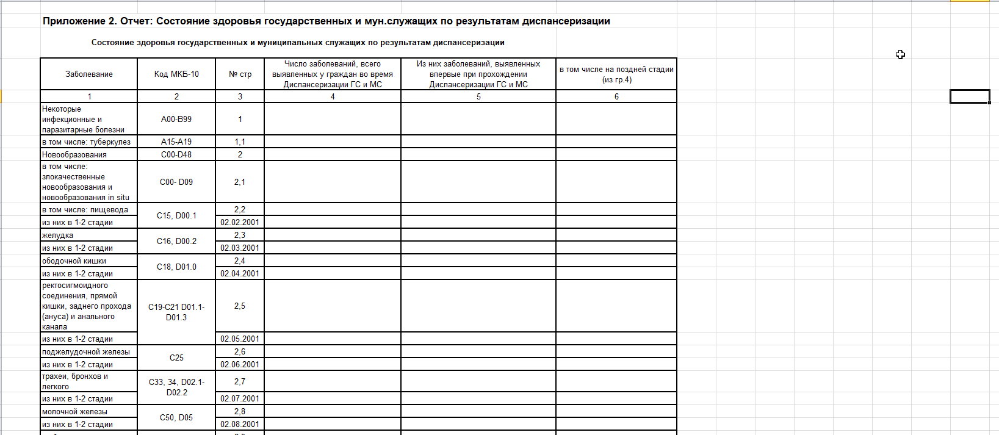 Приложение 2. Отчет: Состояние здоровья государственных и мун.служащих по результатам диспансеризации
Состояние здоровья государственных и муниципальных служащих по результатам диспансеризации
Заболевание
Код МКБ-10
№ стр
Число заболеваний, всего
выявленных у граждан во время
Диспансеризации ГС и МС
Из них заболеваний, выявленных
впервые при прохождении
Диспансеризации ГС и МС
в том числе на поздней стадии
(из гр.4)
1 2 3 4 5 6
Некоторые
инфекционные и
паразитарные болезни
A00-B99 1
в том числе: туберкулез A15-A19 1,1
Новообразования C00-D48 2
в том числе:
злокачественные
новообразования и
новообразования in situ
C00- D09 2,1
в том числе: пищевода C15, D00.1 2,2
из них в 1-2 стадии 02.02.2001
желудка C16, D00.2 2,3
из них в 1-2 стадии 02.03.2001
ободочной кишки C18, D01.0 2,4
из них в 1-2 стадии 02.04.2001
ректосигмоидного
соединения, прямой
кишки, заднего прохода
(ануса) и анального
канала
C19-C21 D01.1-
D01.3
2,5
из них в 1-2 стадии 02.05.2001
поджелудочной железы C25 2,6
из них в 1-2 стадии 02.06.2001
трахеи, бронхов и
легкого
C33, 34, D02.1-
D02.2
2,7
из них в 1-2 стадии 02.07.2001
молочной железы C50, D05 2,8
из них в 1-2 стадии 02.08.2001